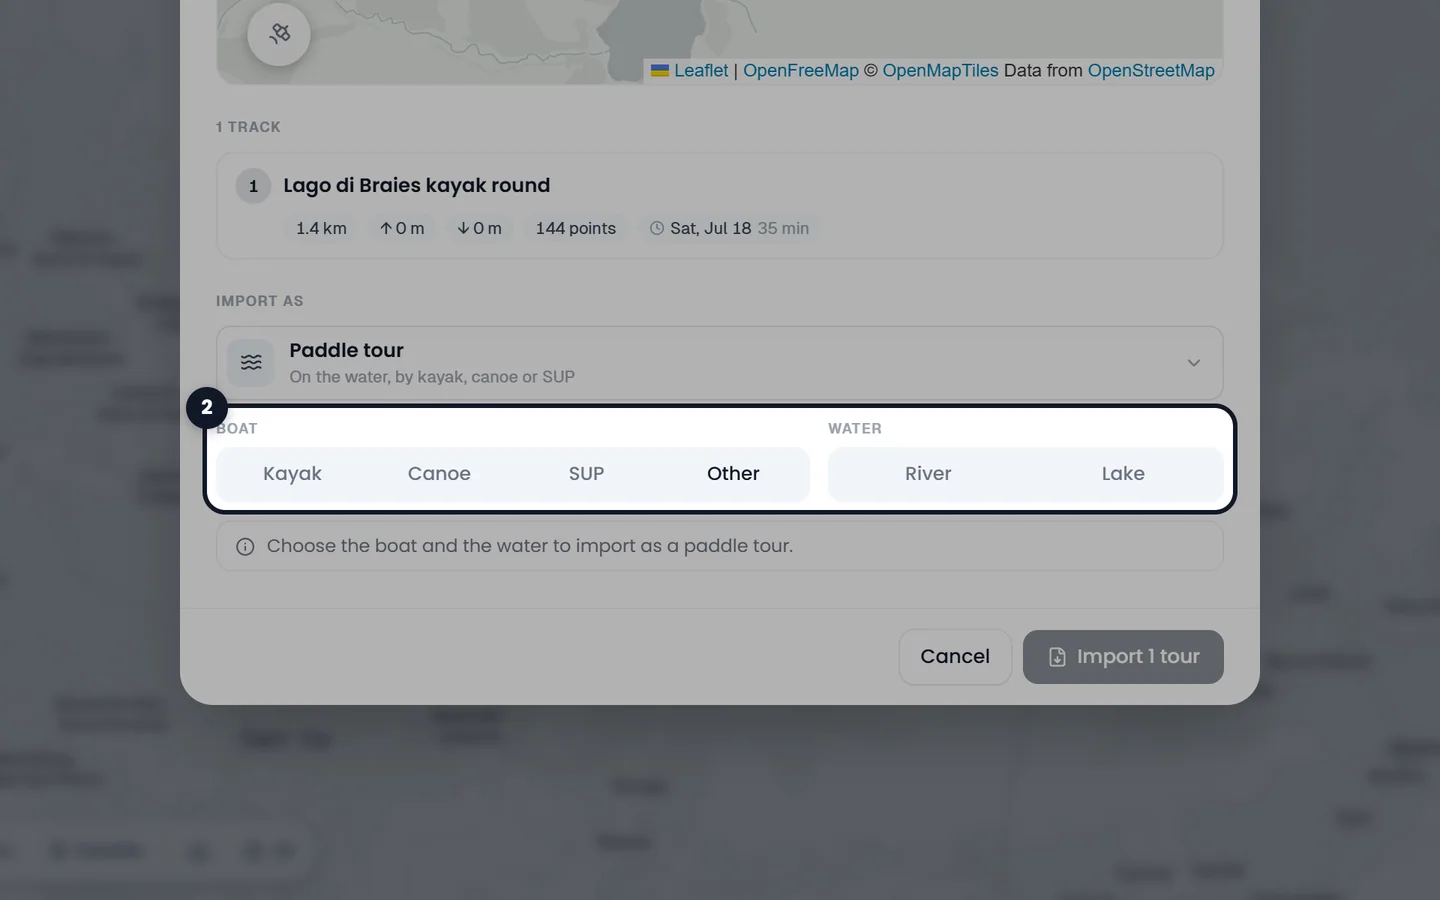 Leaflet | OpenFreeMap © OpenMapTiles Data from OpenStreetMap
1 TRACK
1 Lago di Braies kayak round
1.4 km ↑ 0 m ↓ 0 m 144 points Sat, Jul 18 35 min
IMPORT AS
Paddle tour
On the water, by kayak, canoe or SUP
2
BOAT WATER
Kayak Canoe SUP Other River Lake
Choose the boat and the water to import as a paddle tour.
Cancel Import 1 tour